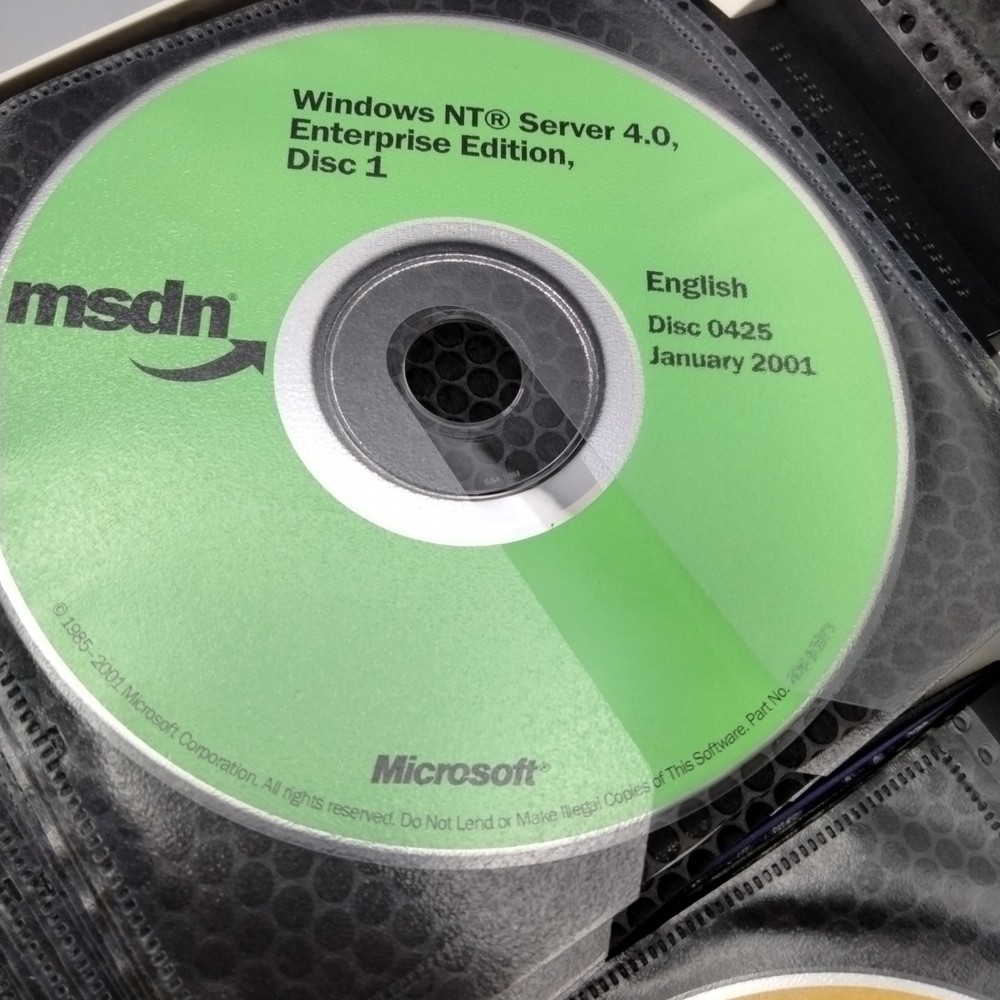 Windows NT® Server 4.0,
Enterprise Edition,
Disc 1
msdn®
English
Disc 0425
January 2001
Microsoft®
© 1985-2001 Microsoft Corporation. All rights reserved. Do Not Lend or Make Illegal Copies of This Software. Part No.